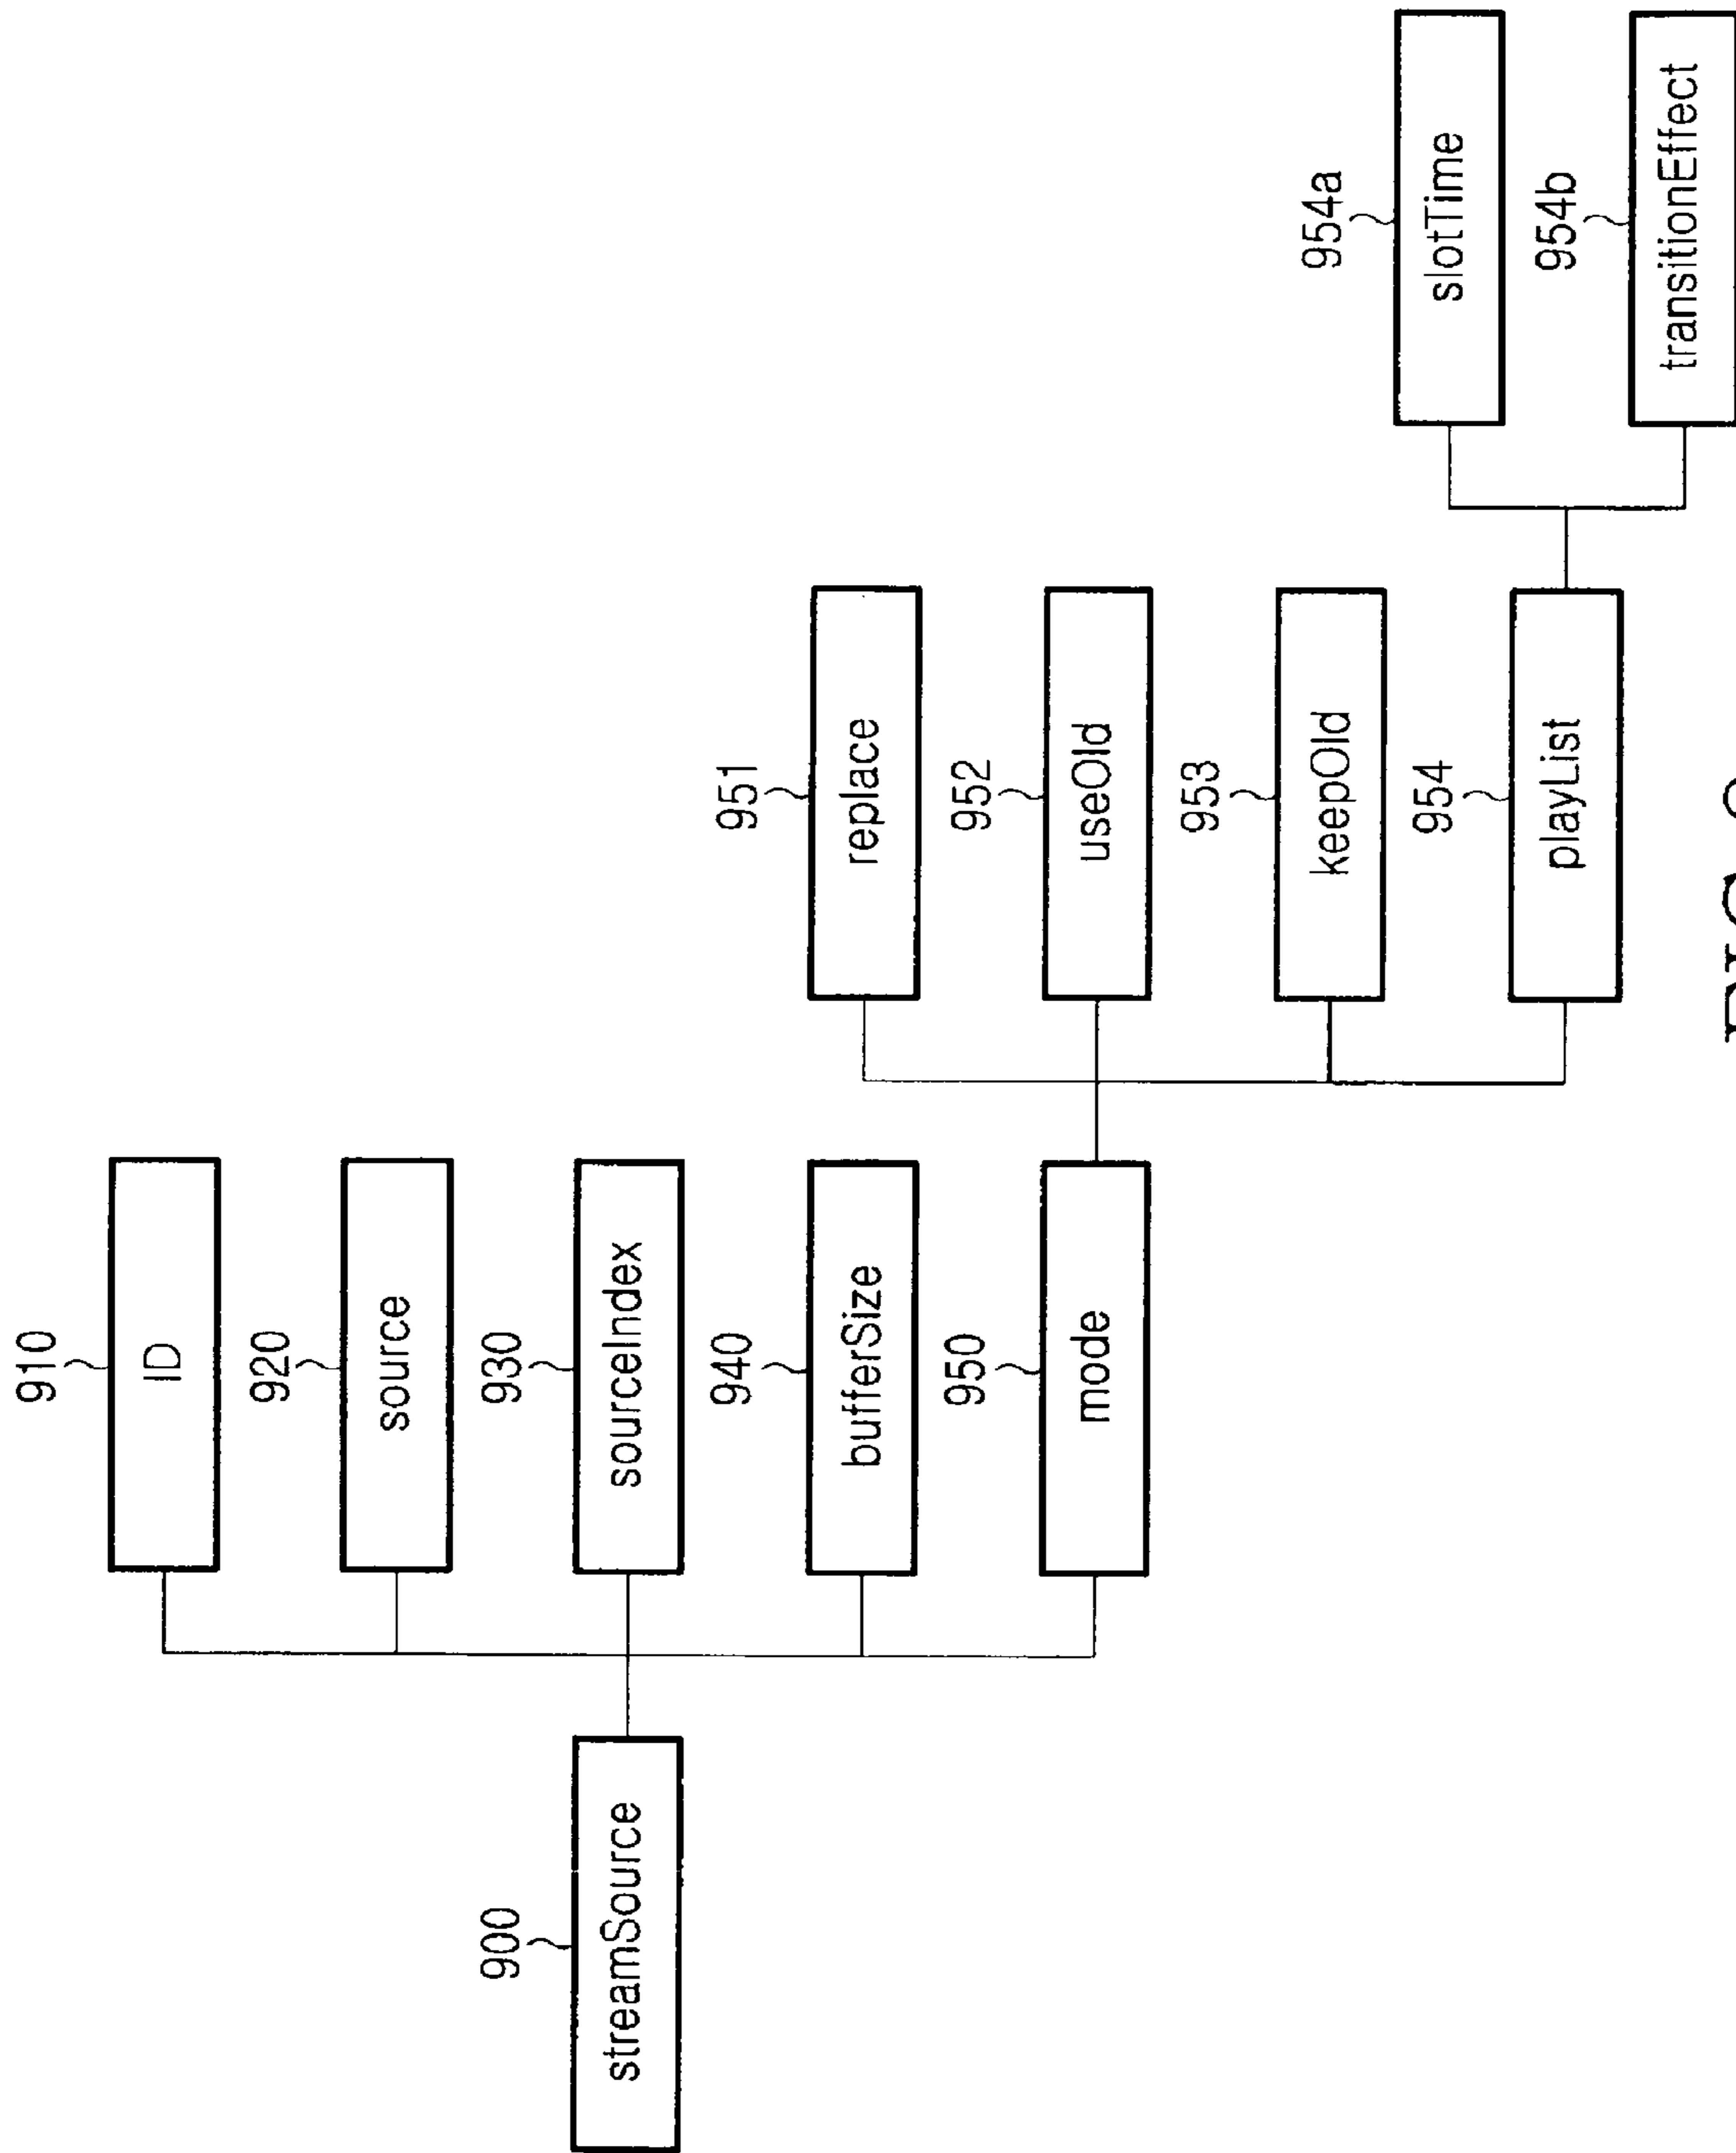 900
streamSource
910
ID
920
source
930
sourceIndex
940
bufferSize
950
mode
951
replace
952
useOld
953
keepOld
954
playList
954a
slotTime
954b
transitionEffect